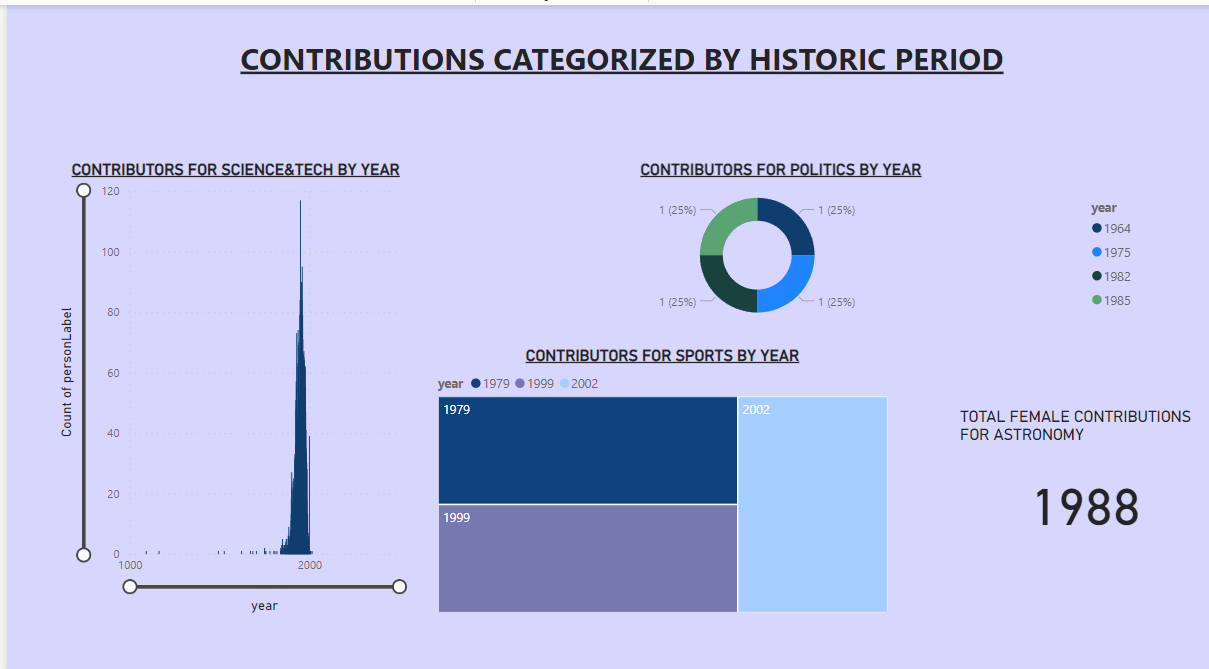 CONTRIBUTIONS CATEGORIZED BY HISTORIC PERIOD
CONTRIBUTORS FOR SCIENCE&TECH BY YEAR
120
100
80
60
40
20
0
Count of personLabel
1000
2000
year
CONTRIBUTORS FOR POLITICS BY YEAR
1 (25%)
1 (25%)
1 (25%)
1 (25%)
year
1964
1975
1982
1985
CONTRIBUTORS FOR SPORTS BY YEAR
year 1979 1999 2002
1979
2002
1999
TOTAL FEMALE CONTRIBUTIONS
FOR ASTRONOMY
1988